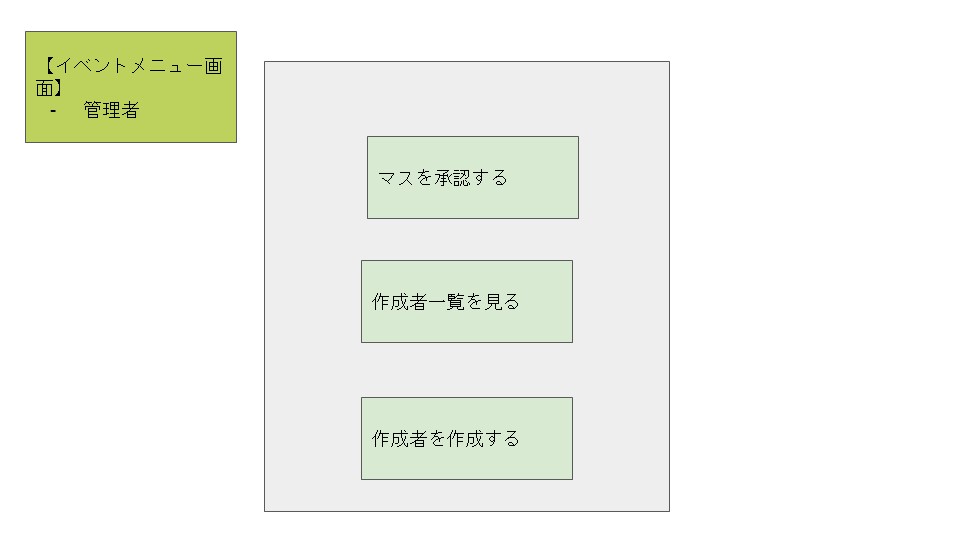 【イベントメニュー画
面】
- 管理者
マスを承認する
作成者一覧を見る
作成者を作成する